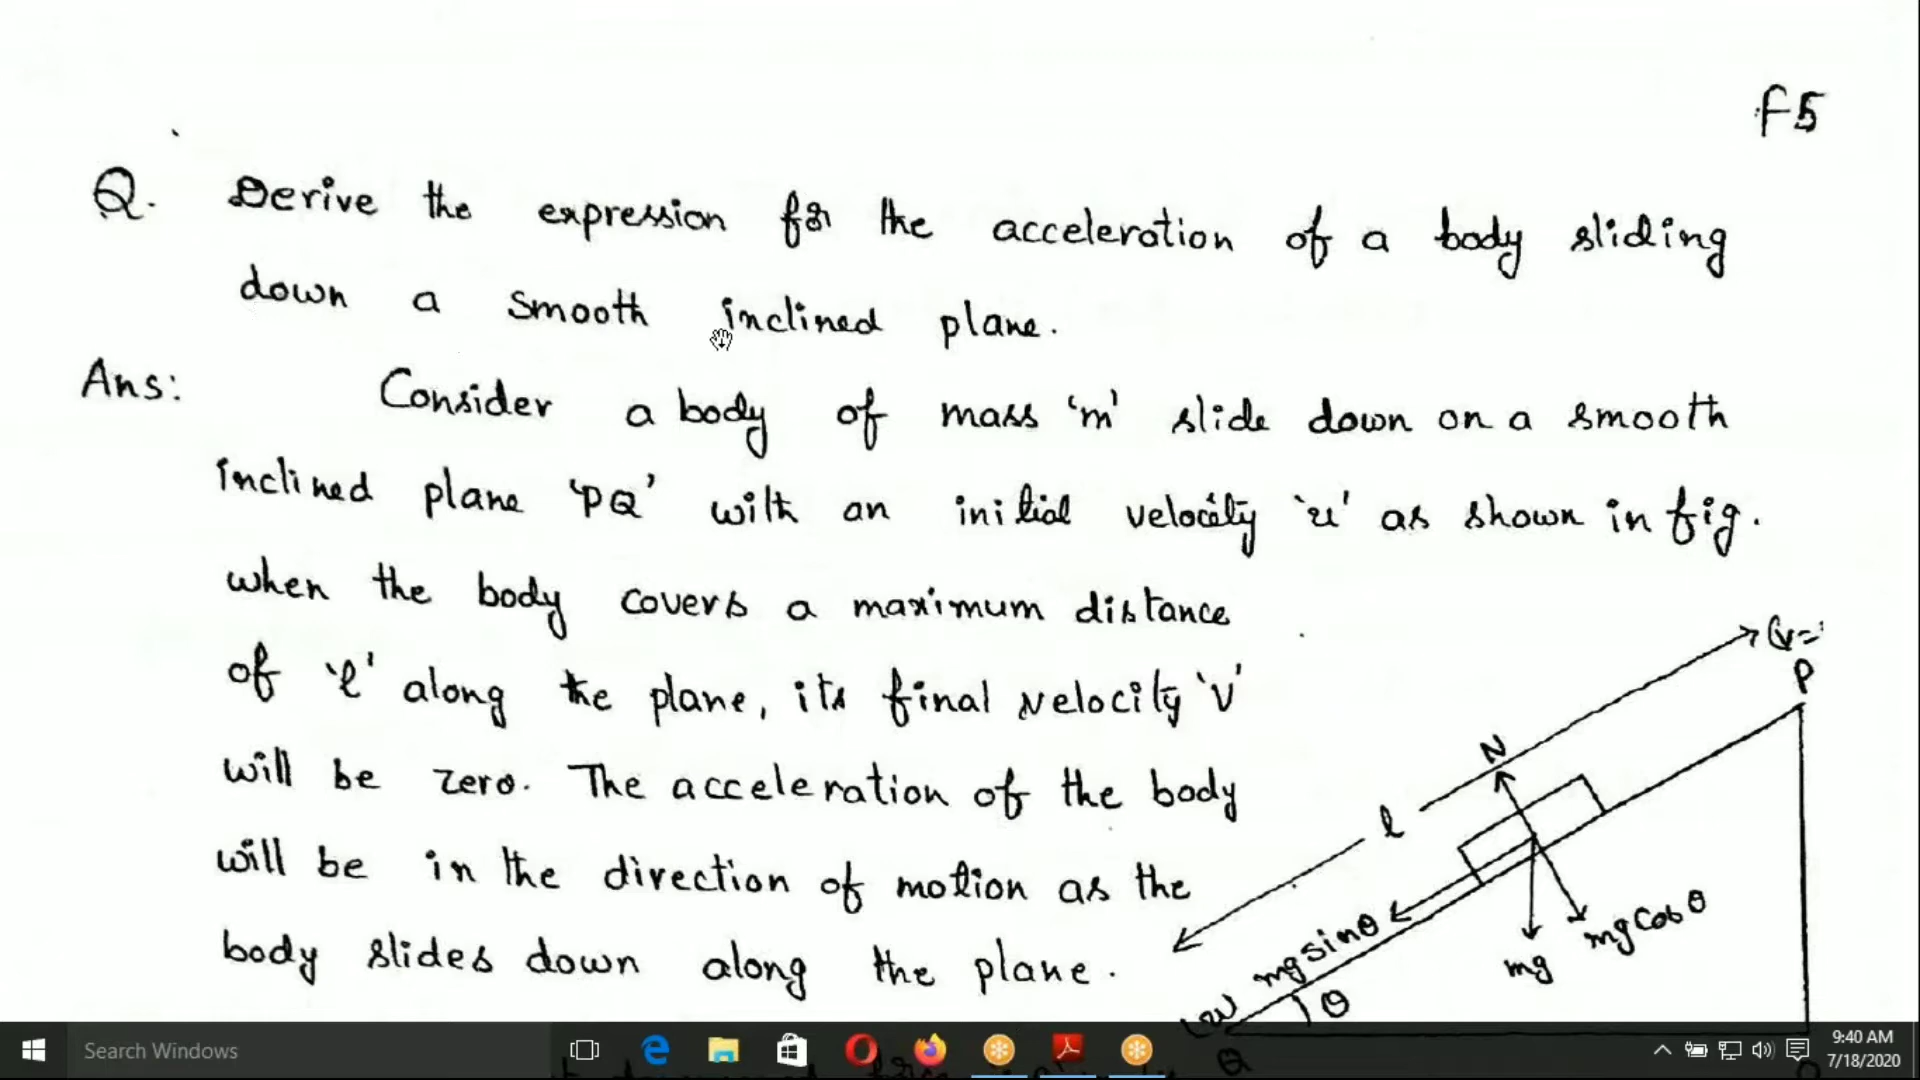 F5
Q. Derive the expression for the acceleration of a body sliding
down a smooth inclined plane.
Ans: Consider a body of mass 'm' slide down on a smooth
inclined plane 'PQ' with an initial velocity 'u' as shown in fig.
when the body covers a maximum distance
of 'l' along the plane, its final velocity 'v'
will be zero. The acceleration of the body
will be in the direction of motion as the
body slides down along the plane.
(v=
P
N
l
mg sinθ
mg cosθ
mg
θ
(u)
Q
Search Windows
9:40 AM
7/18/2020